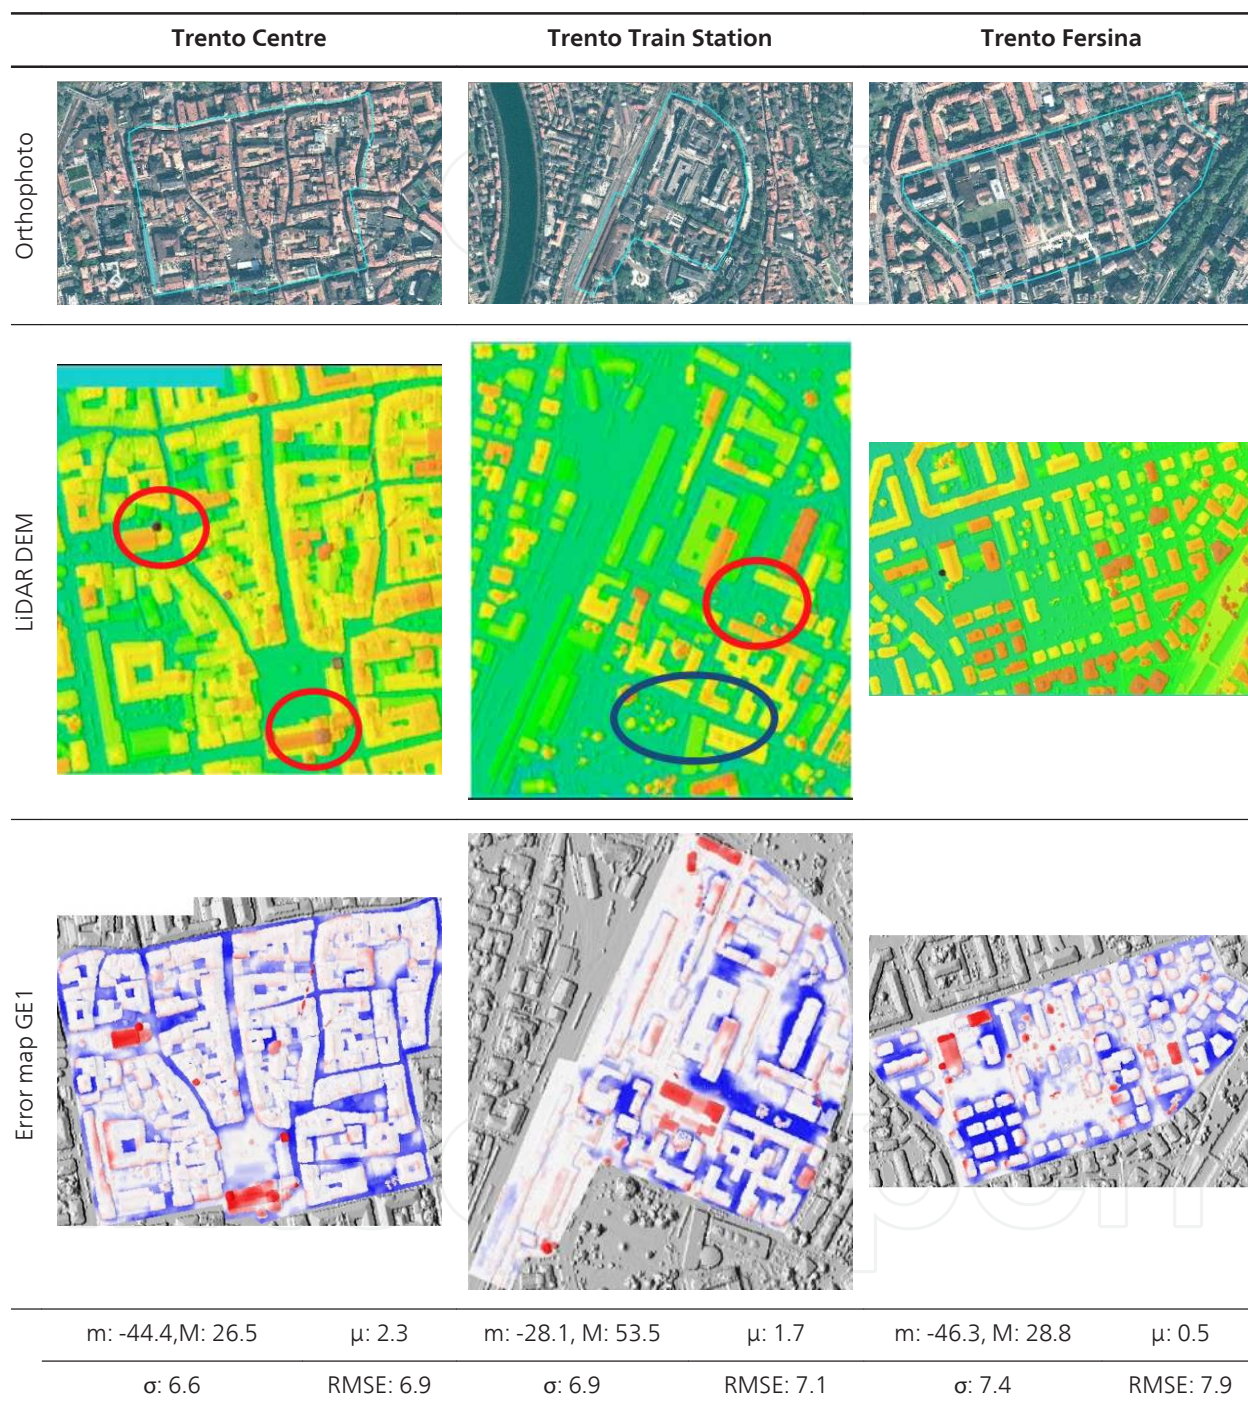 Trento Centre Trento Train Station Trento Fersina
Orthophoto
LiDAR DEM
Error map GE1
m: -44.4,M: 26.5 μ: 2.3 m: -28.1, M: 53.5 μ: 1.7 m: -46.3, M: 28.8 μ: 0.5
σ: 6.6 RMSE: 6.9 σ: 6.9 RMSE: 7.1 σ: 7.4 RMSE: 7.9